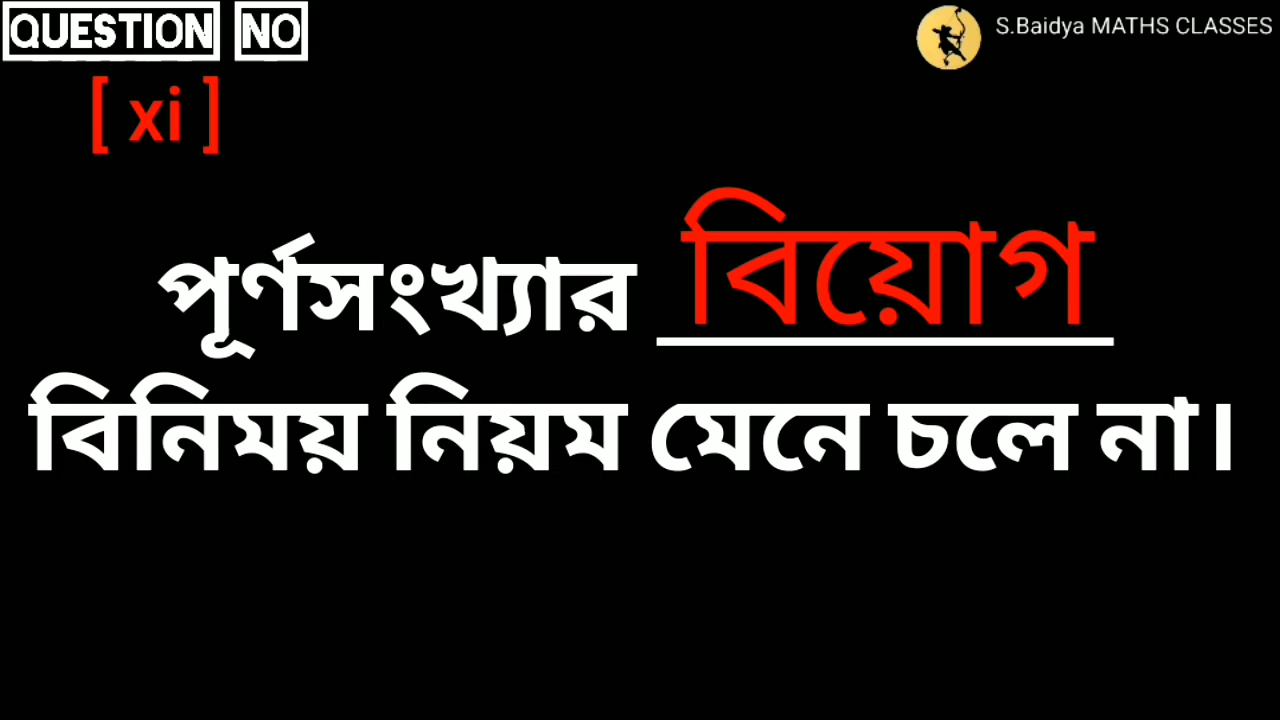 QUESTION NO
S.Baidya MATHS CLASSES
[ xi ]
পূর্ণসংখ্যার বিয়োগ
বিনিময় নিয়ম মেনে চলে না।